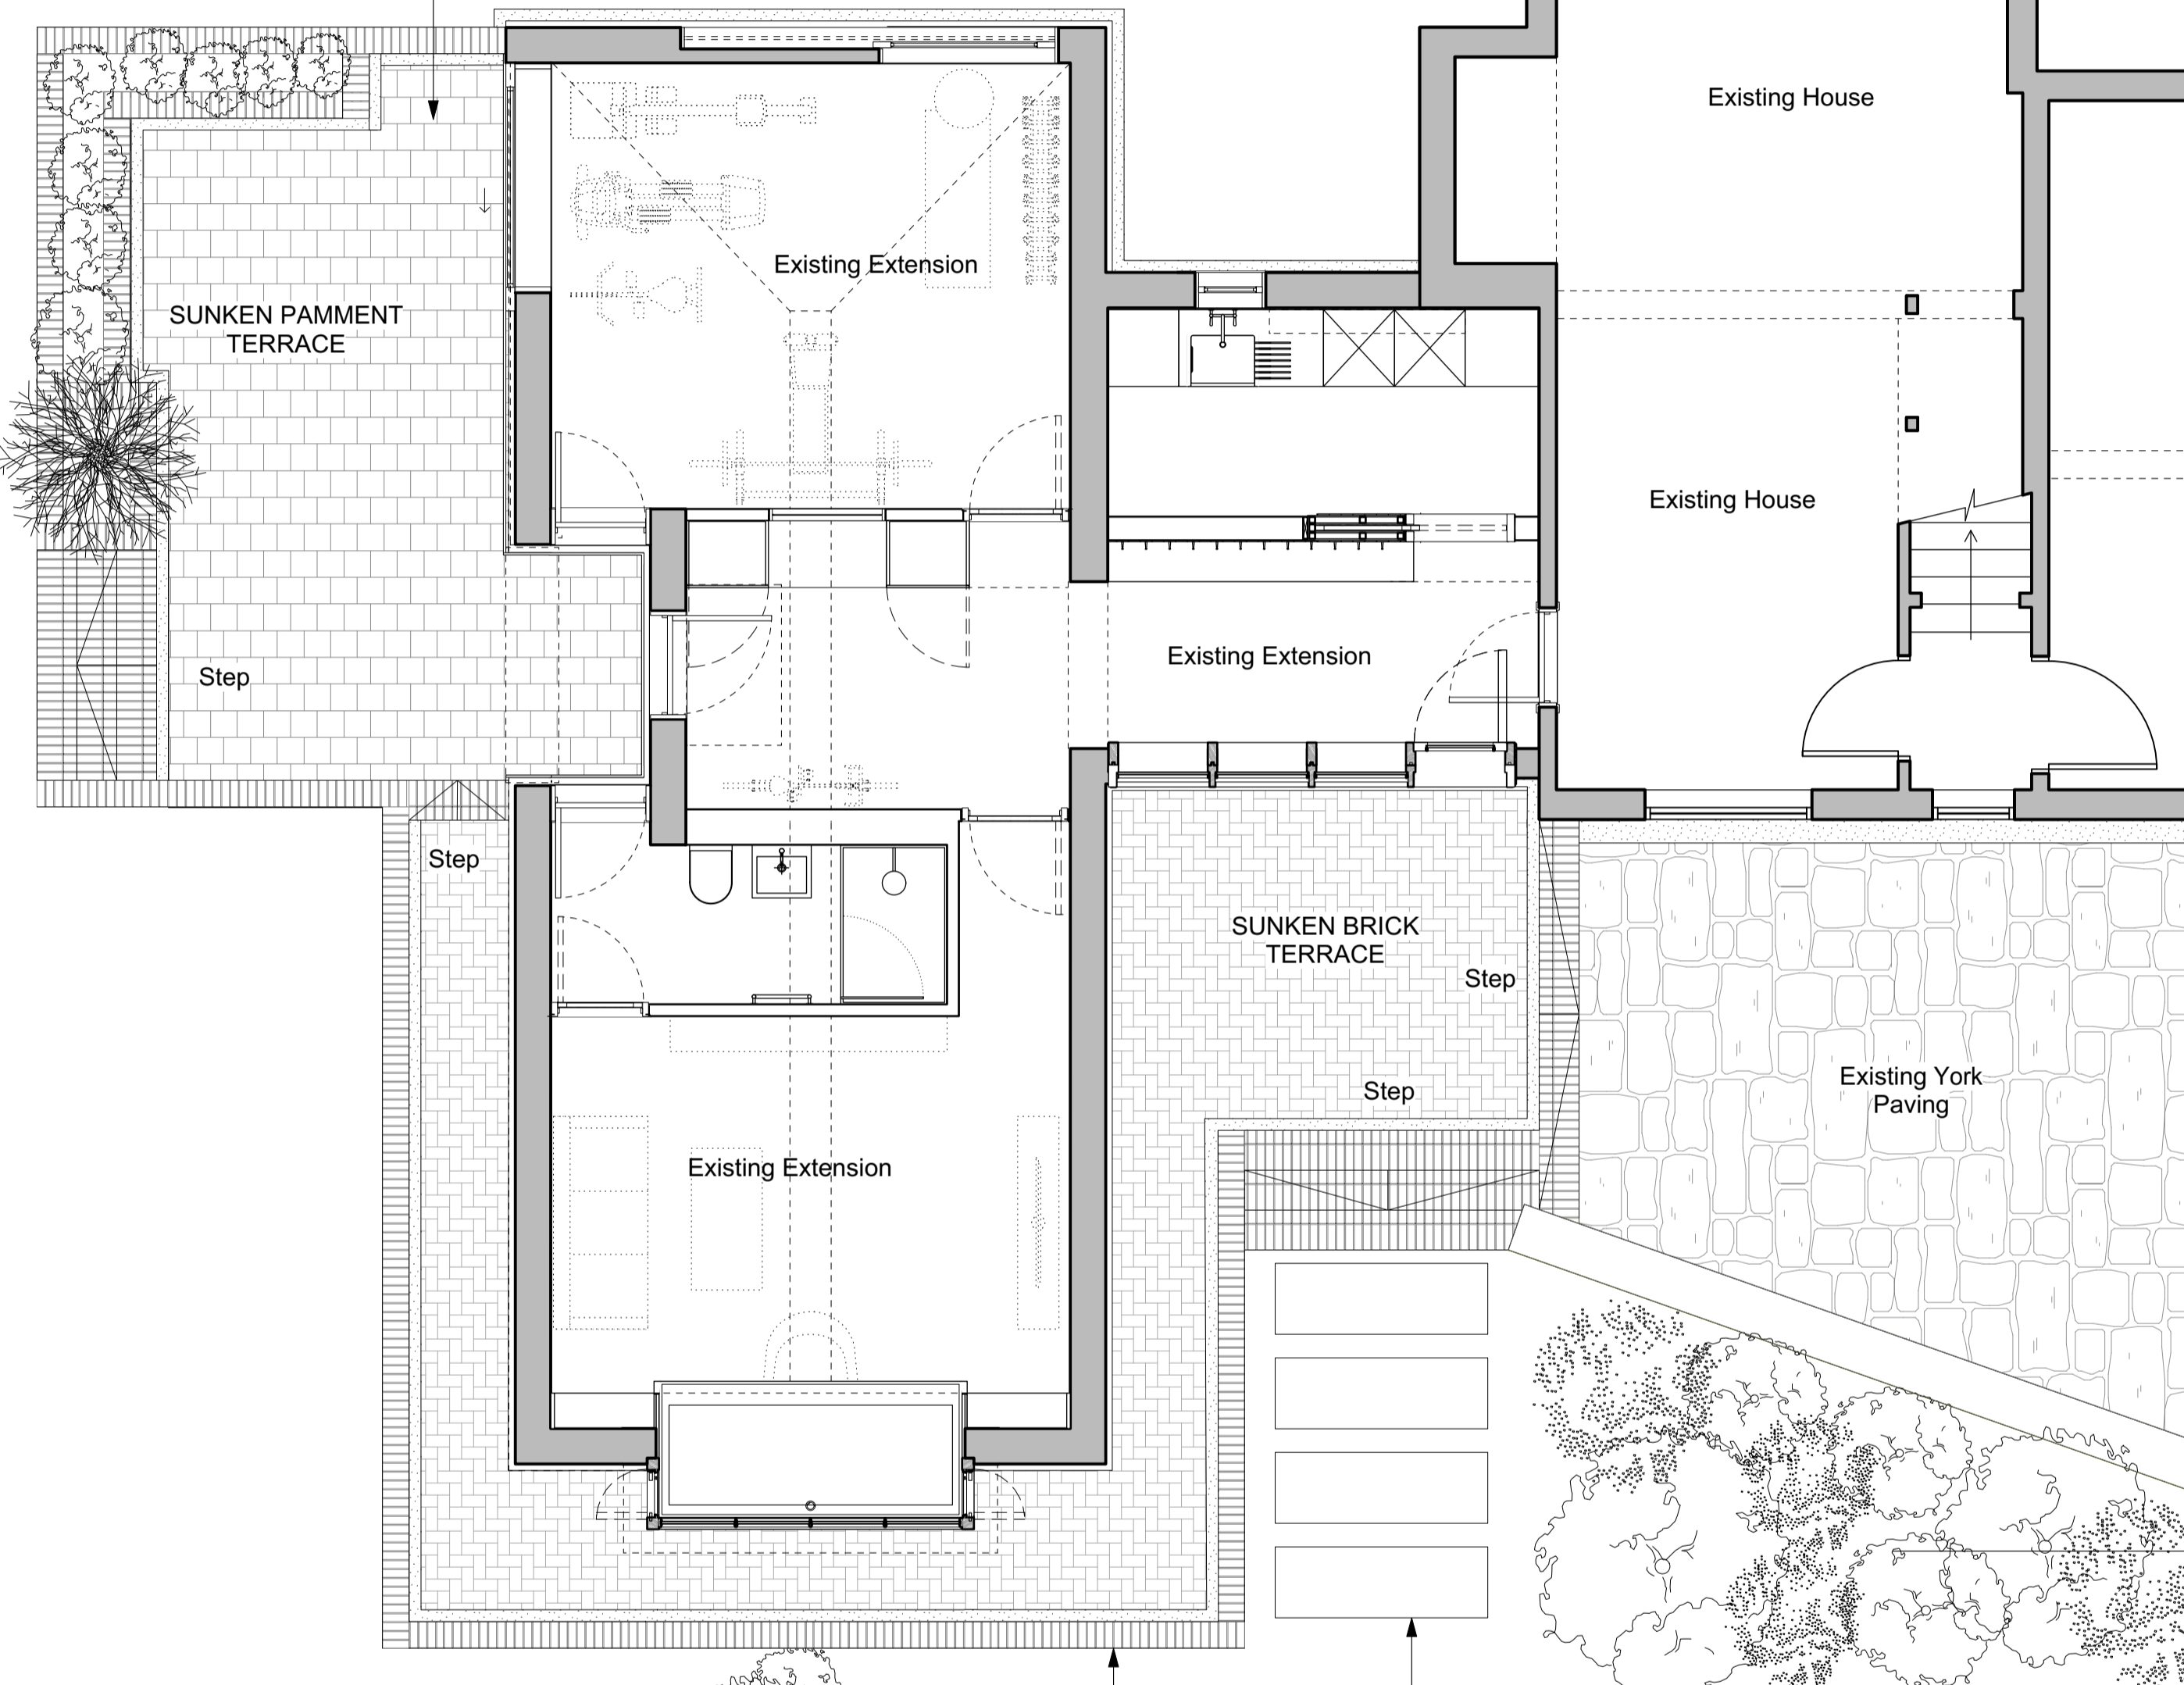 Existing House
Existing Extension
SUNKEN PAMMENT
TERRACE
Existing House
Existing Extension
Step
Step
SUNKEN BRICK
TERRACE
Step
Existing York
Paving
Step
Existing Extension